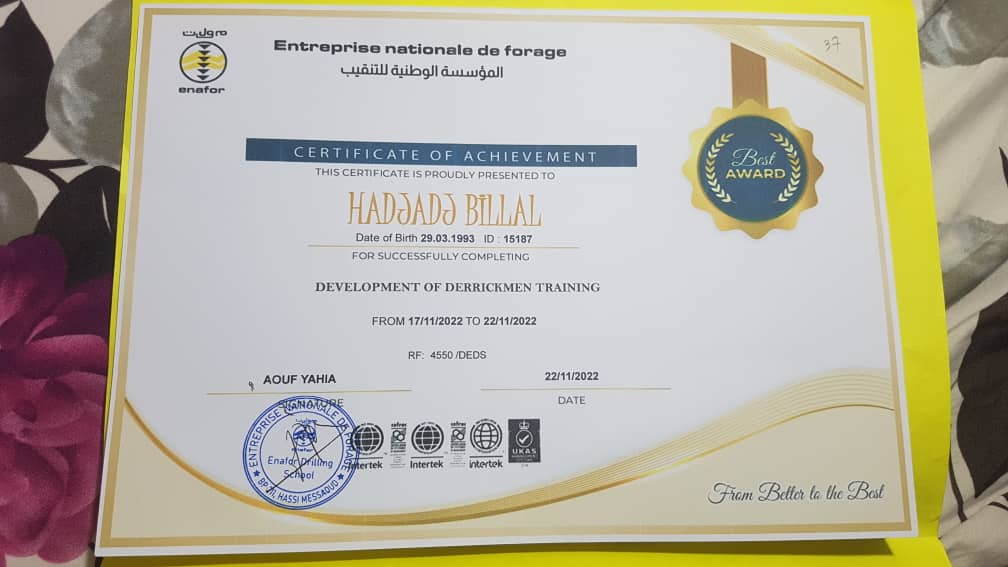 enafor
Entreprise nationale de forage
المؤسسة الوطنية للتنقيب
37
Best
AWARD
CERTIFICATE OF ACHIEVEMENT
THIS CERTIFICATE IS PROUDLY PRESENTED TO
HADJADJ BILLAL
Date of Birth 29.03.1993 ID : 15187
FOR SUCCESSFULLY COMPLETING
DEVELOPMENT OF DERRICKMEN TRAINING
FROM 17/11/2022 TO 22/11/2022
RF: 4550 /DEDS
AOUF YAHIA
22/11/2022
SIGNATURE
DATE
ENTREPRISE NATIONALE DE FORAGE
enafor
Enafor Drilling
School
HASSI MESSAOUD
intertek
intertek
intertek
UKAS
From Better to the Best